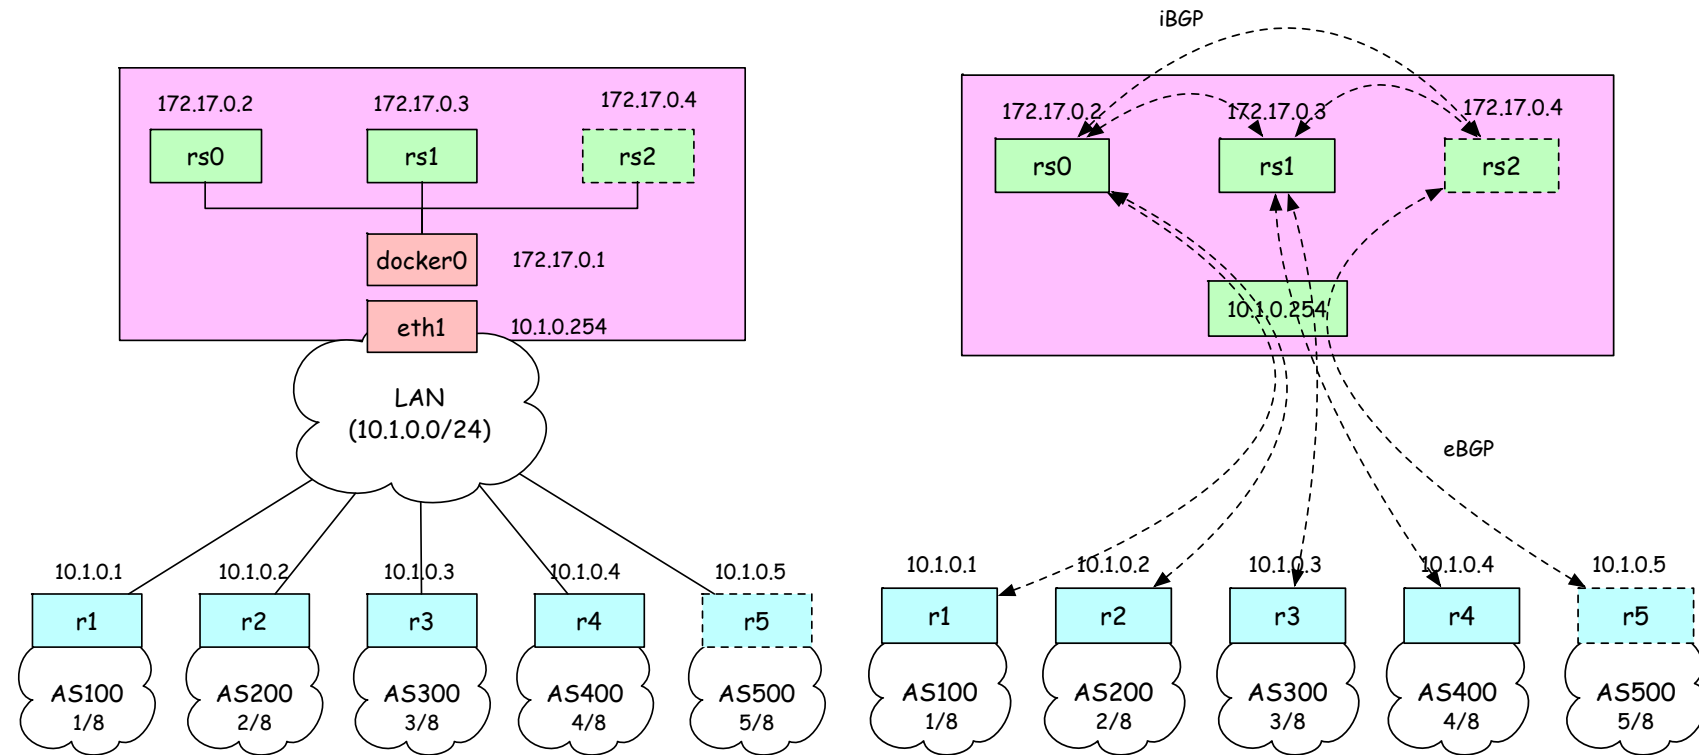 172.17.0.2
172.17.0.3
172.17.0.4
rs0
rs1
rs2
docker0
172.17.0.1
eth1
10.1.0.254
LAN
(10.1.0.0/24)
10.1.0.1
10.1.0.2
10.1.0.3
10.1.0.4
10.1.0.5
r1
r2
r3
r4
r5
AS100
1/8
AS200
2/8
AS300
3/8
AS400
4/8
AS500
5/8
iBGP
172.17.0.2
172.17.0.3
172.17.0.4
rs0
rs1
rs2
10.1.0.254
eBGP
10.1.0.1
10.1.0.2
10.1.0.3
10.1.0.4
10.1.0.5
r1
r2
r3
r4
r5
AS100
1/8
AS200
2/8
AS300
3/8
AS400
4/8
AS500
5/8